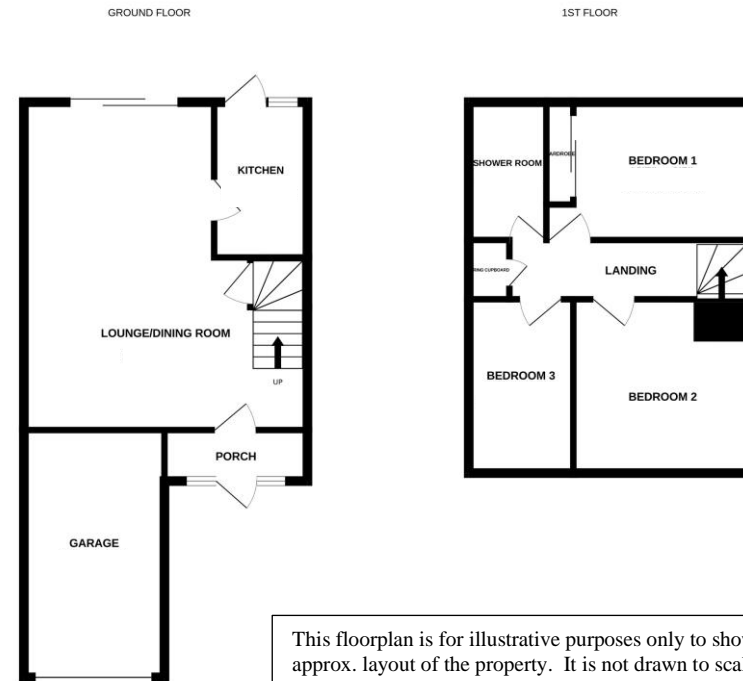 GROUND FLOOR
1ST FLOOR
KITCHEN
LOUNGE/DINING ROOM
UP
PORCH
GARAGE
SHOWER ROOM
BEDROOM 1
CUPBOARD
LANDING
BEDROOM 3
BEDROOM 2
This floorplan is for illustrative purposes only to
approx. layout of the property. It is not drawn to